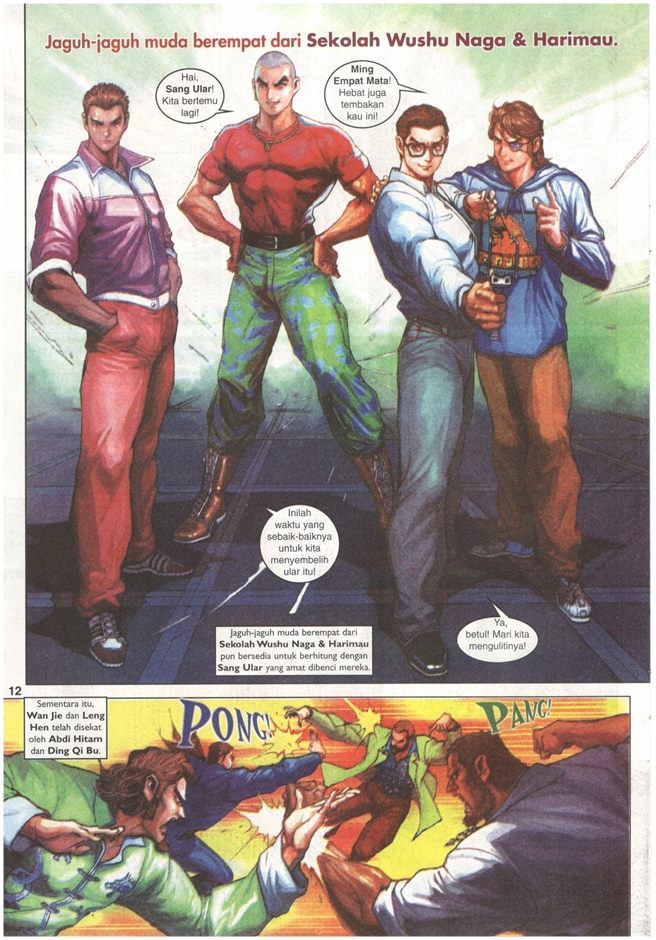 Jaguh-jaguh muda berempat dari Sekolah Wushu Naga & Harimau.
Hai,
Sang Ular!
Kita bertemu
lagi!
Ming
Empat Mata!
Hebat juga
tembakan
kau ini!
Inilah
waktu yang
sebaik-baiknya
untuk kita
menyembelih
ular itu!
Ya,
betul! Mari kita
mengulitinya!
Jaguh-jaguh muda berempat dari
Sekolah Wushu Naga & Harimau
pun bersedia untuk berhitung dengan
Sang Ular yang amat dibenci mereka.
12
Sementara itu,
Wan Jie dan Leng
Hen telah disekat
oleh Abdi Hitam
dan Ding Qi Bu.
PONG!
PANG!